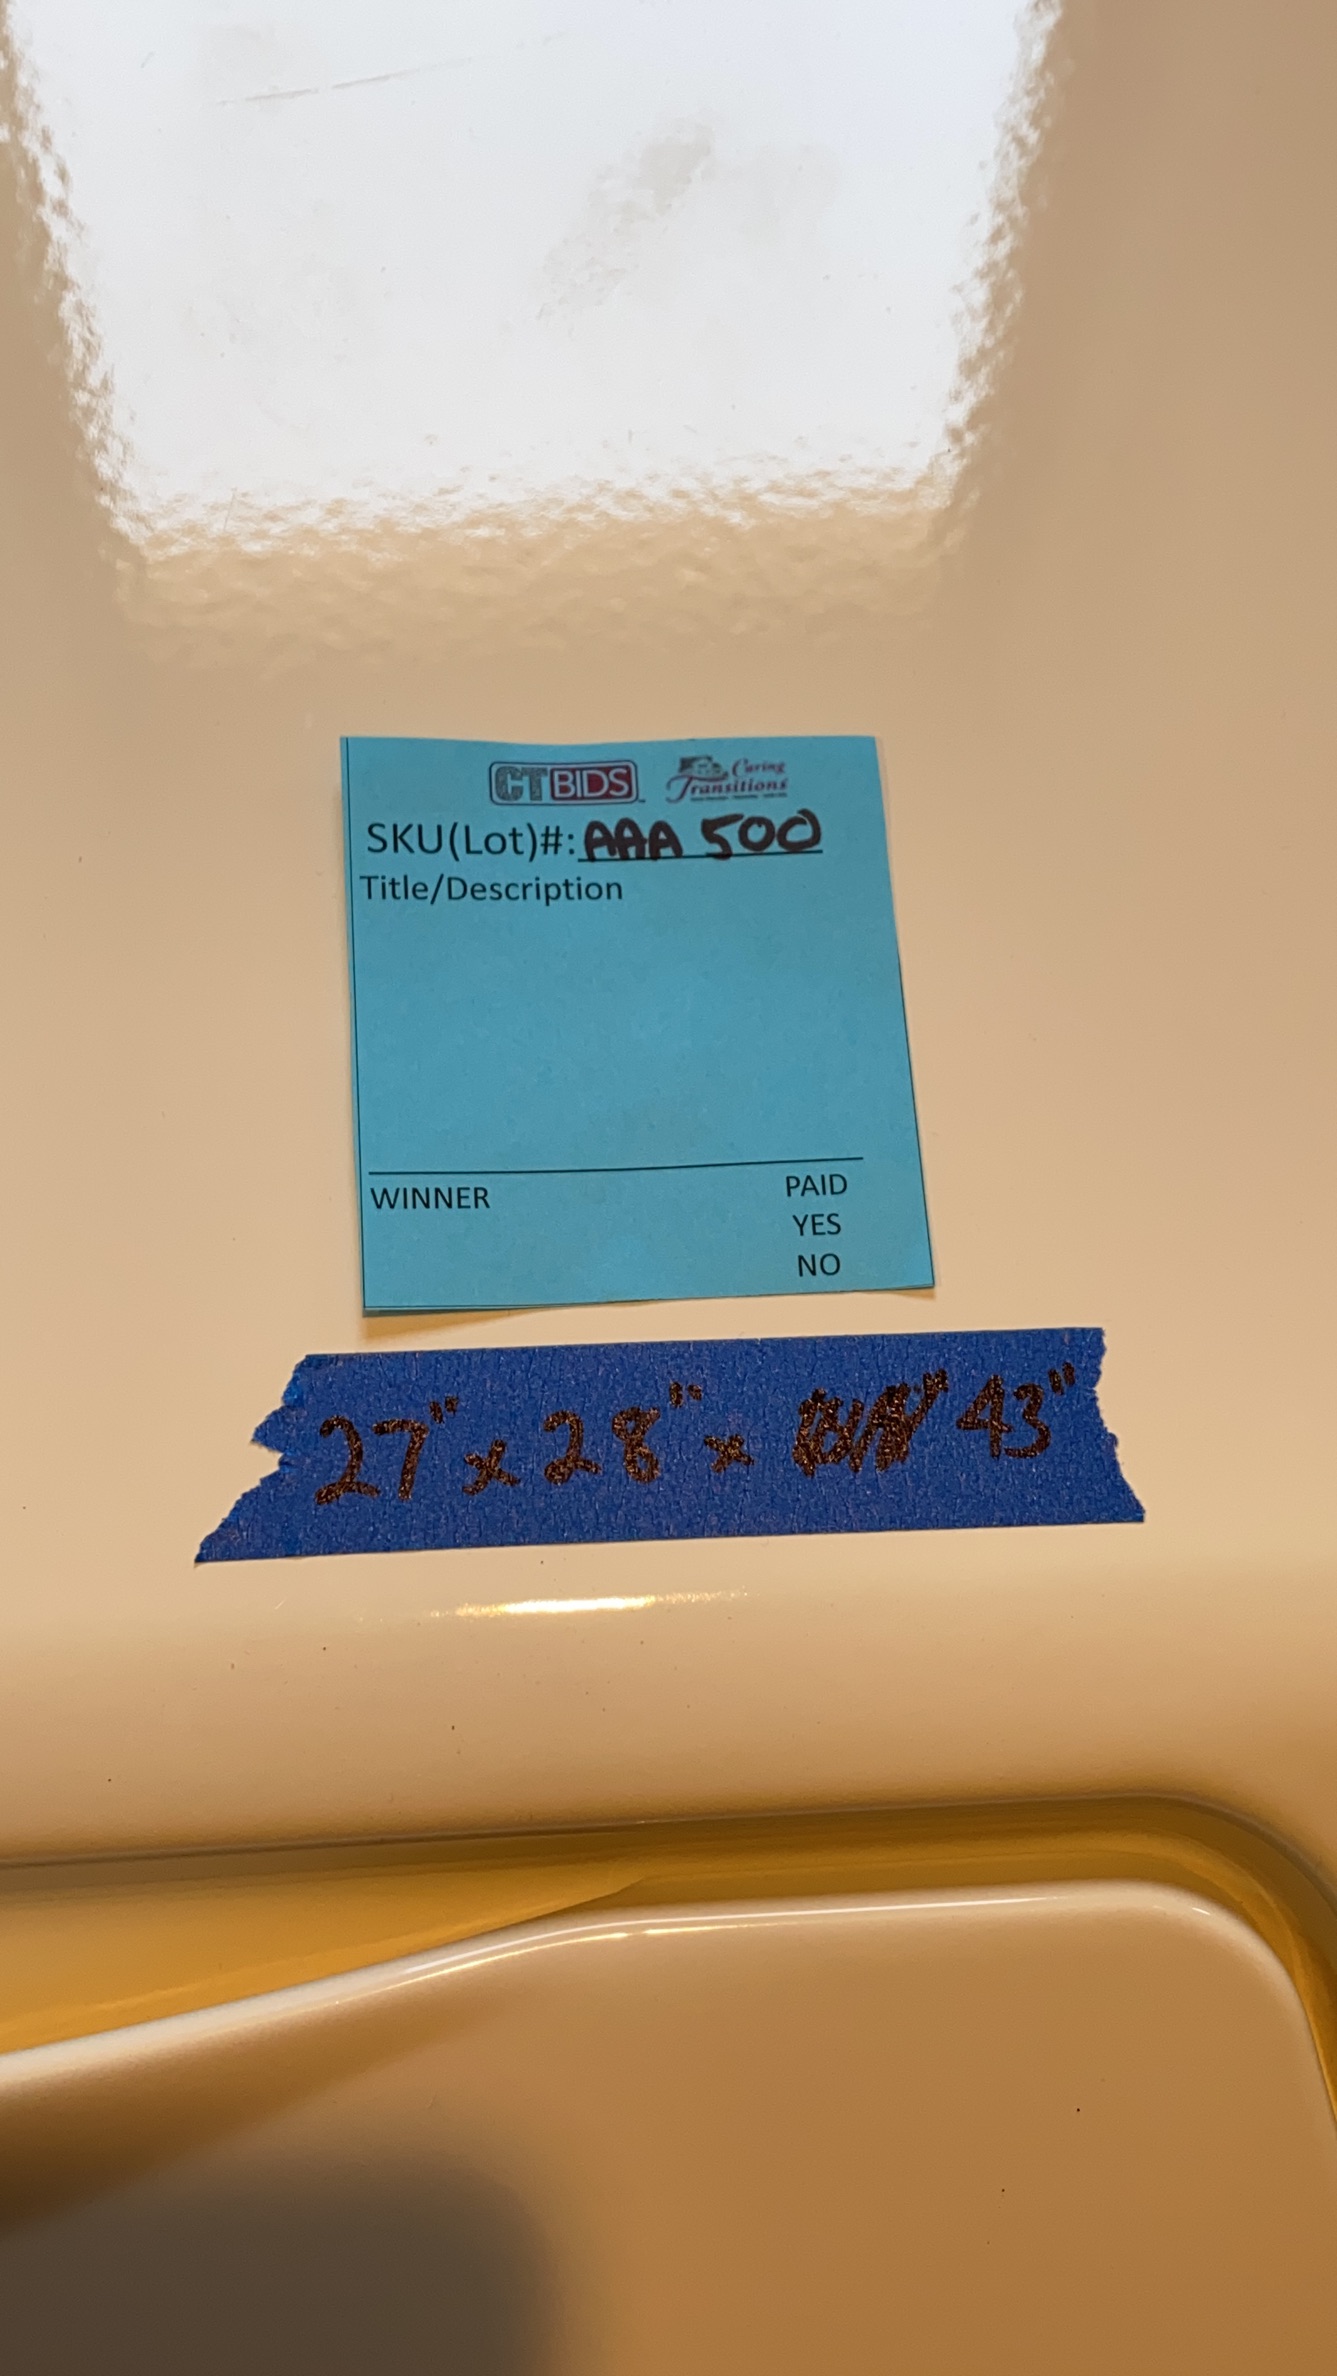 CTBIDS Caring Transitions
SKU(Lot)#: AAA 500
Title/Description
WINNER PAID
YES
NO
27" x 28" x 43"